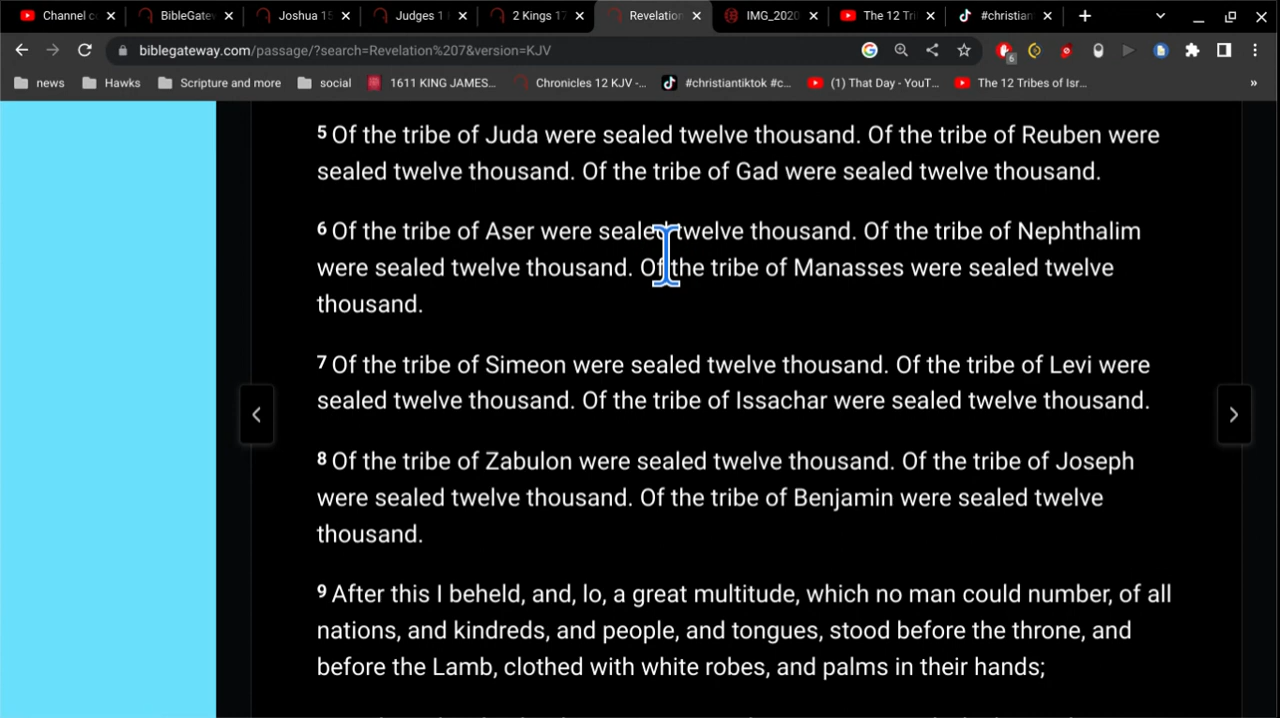 Channel co
BibleGatew
Joshua 15
Judges 1
2 Kings 17
Revelation
IMG_2020
The 12 Tri
#christian
biblegateway.com/passage/?search=Revelation%207&version=KJV
6
news
Hawks
Scripture and more
social
1611 KING JAMES...
Chronicles 12 KJV -...
#christiantiktok #c...
(1) That Day - YouT...
The 12 Tribes of Isr...
»
5 Of the tribe of Juda were sealed twelve thousand. Of the tribe of Reuben were
sealed twelve thousand. Of the tribe of Gad were sealed twelve thousand.
6 Of the tribe of Aser were sealed twelve thousand. Of the tribe of Nephthalim
were sealed twelve thousand. Of the tribe of Manasses were sealed twelve
thousand.
7 Of the tribe of Simeon were sealed twelve thousand. Of the tribe of Levi were
sealed twelve thousand. Of the tribe of Issachar were sealed twelve thousand.
8 Of the tribe of Zabulon were sealed twelve thousand. Of the tribe of Joseph
were sealed twelve thousand. Of the tribe of Benjamin were sealed twelve
thousand.
9 After this I beheld, and, lo, a great multitude, which no man could number, of all
nations, and kindreds, and people, and tongues, stood before the throne, and
before the Lamb, clothed with white robes, and palms in their hands;